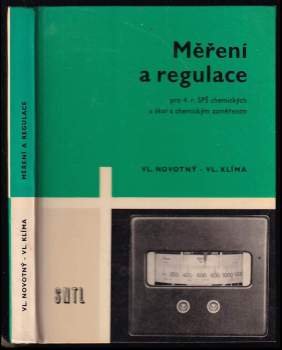 Měření
a regulace
pro 4. r. SPŠ chemických
a škol s chemickým zaměřením
VL. NOVOTNÝ - VL. KLÍMA
SNTL
VL. NOVOTNÝ - VL. KLÍMA
MĚŘENÍ A REGULACE